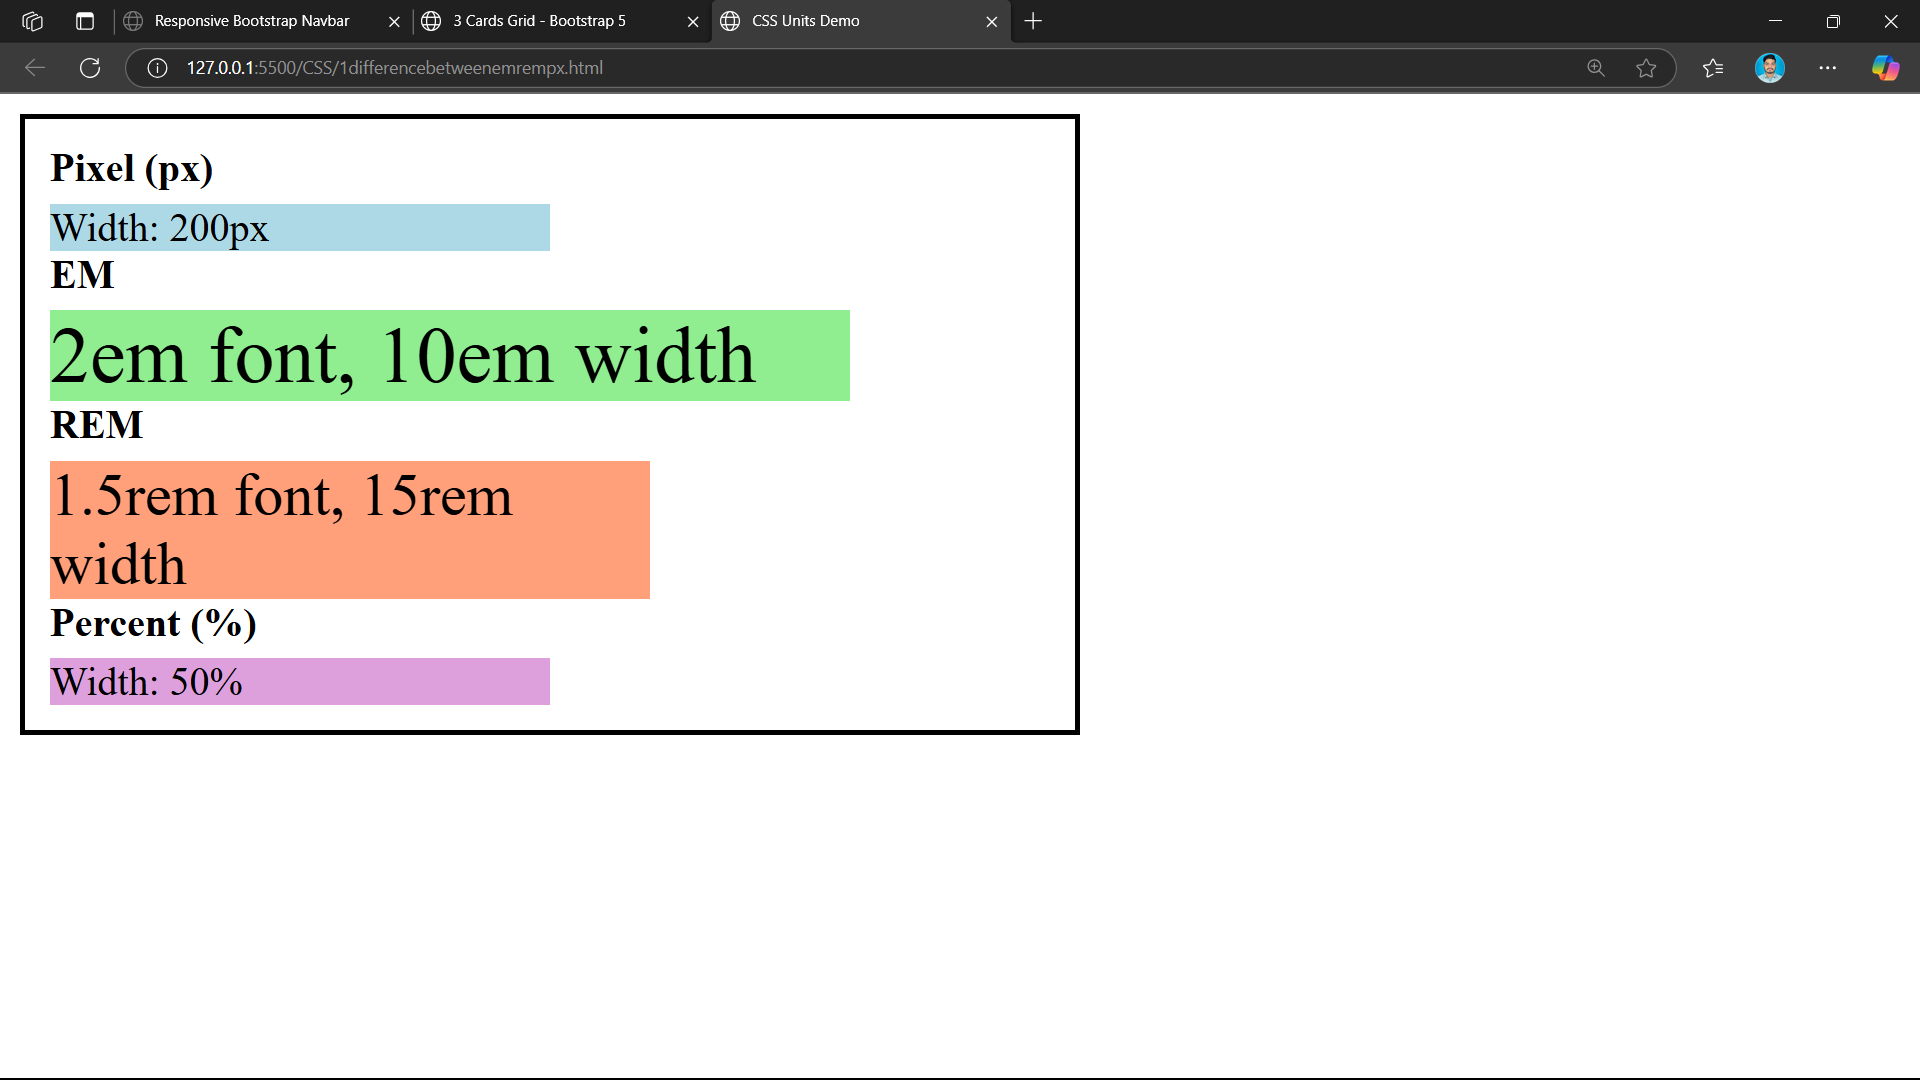 Responsive Bootstrap Navbar
3 Cards Grid - Bootstrap 5
CSS Units Demo
127.0.0.1:5500/CSS/1differencebetweenemrempx.html
Pixel (px)
Width: 200px
EM
2em font, 10em width
REM
1.5rem font, 15rem
width
Percent (%)
Width: 50%